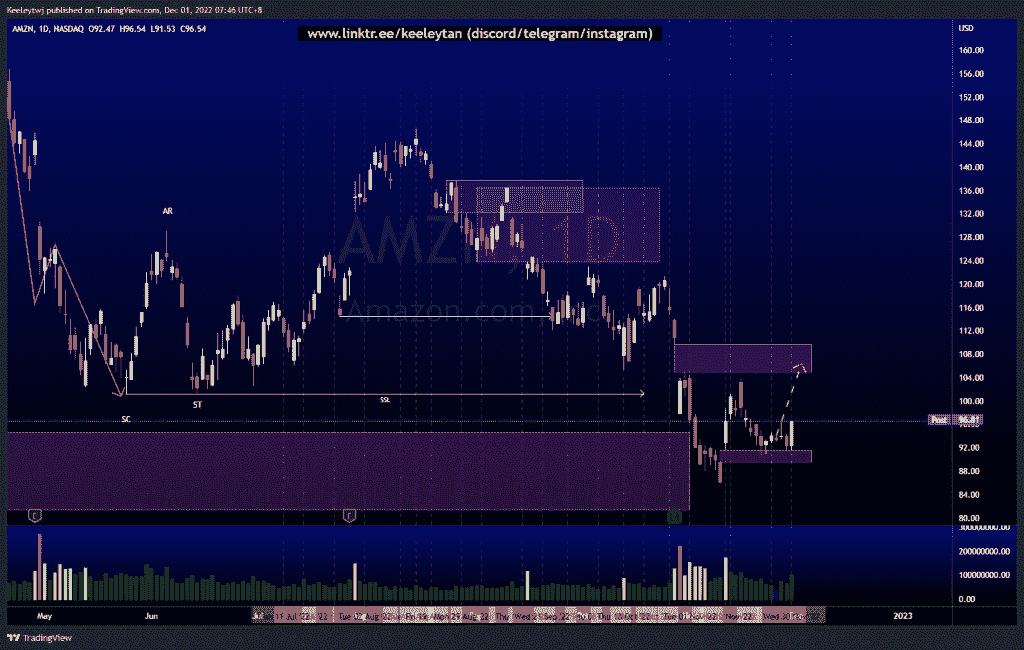 Keeleytwj published on TradingView.com, Dec 01, 2022 07:46 UTC+8
AMZN, 1D, NASDAQ O92.47 H96.54 L91.53 C96.54
www.linktr.ee/keeleytan (discord/telegram/instagram)
USD
160.00
156.00
152.00
148.00
144.00
140.00
136.00
132.00
128.00
124.00
120.00
116.00
112.00
108.00
104.00
100.00
Post
92.00
88.00
84.00
80.00
AMZN, 1D
Amazon.com, Inc.
AR
SC
ST
SSL
E
E
200000000.00
100000000.00
0.00
May
Jun
2023
TradingView